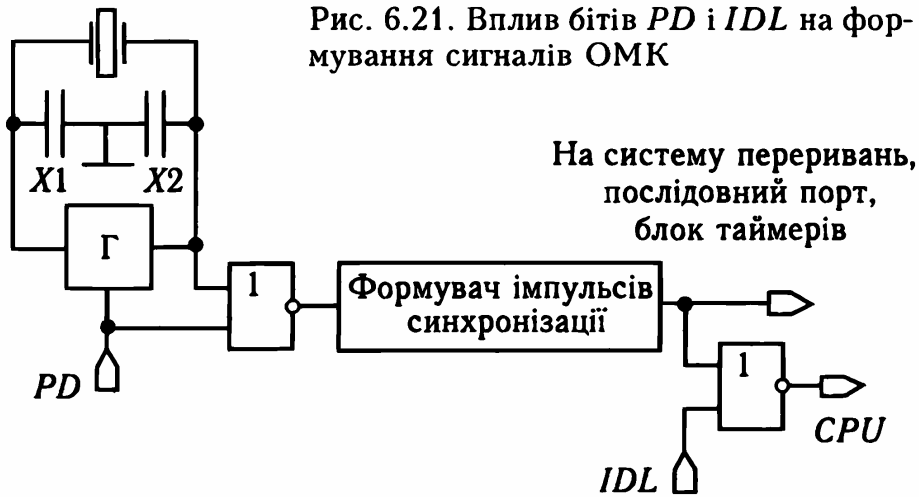 Рис. 6.21. Вплив бітів PD і IDL на фор-
мування сигналів ОМК
X1
X2
На систему переривань,
послідовний порт,
блок таймерів
Г
1
Формувач імпульсів
синхронізації
PD
1
CPU
IDL